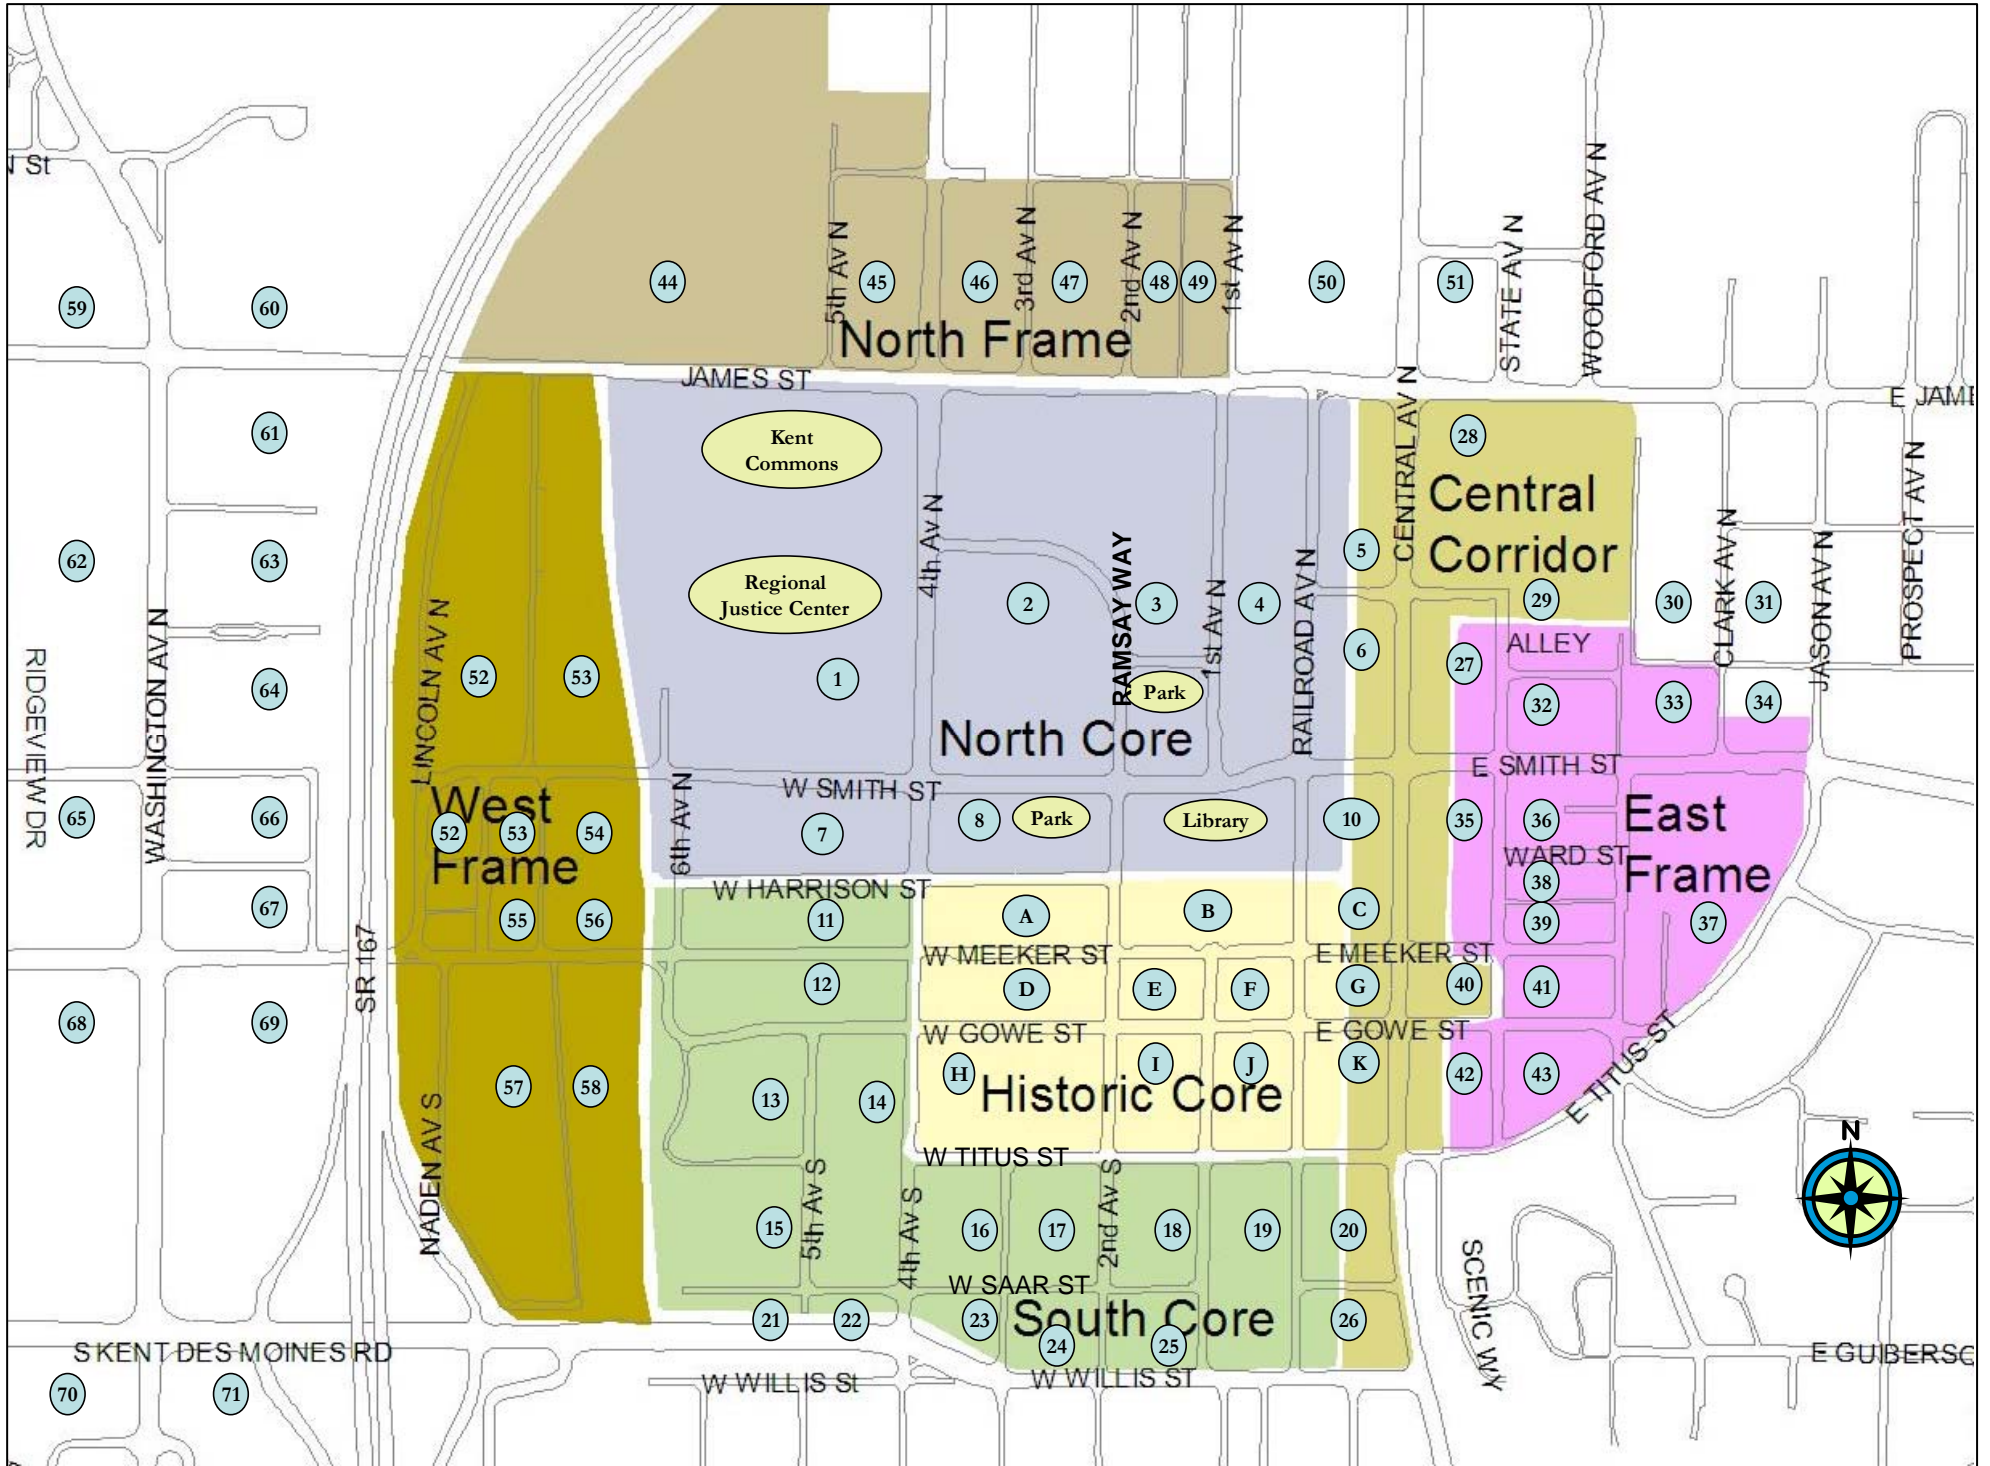 N St
59
60
44
45
46
47
48
49
50
51
5th Av N
3rd Av N
2nd Av N
1st Av N
STATE AV N
WOODFORD AV N
North Frame
JAMES ST
E JAME
61
Kent
Commons
28
CENTRAL AV N
Central
Corridor
62
63
Regional
Justice Center
4th Av N
2
RAMSAY WAY
3
1st Av N
4
RAILROAD AV N
5
29
30
CLARK AV N
31
JASON AV N
PROSPECT AV N
RIDGEVIEW DR
WASHINGTON AV N
64
LINCOLN AV N
52
53
1
Park
6
27
ALLEY
32
33
34
North Core
E SMITH ST
65
66
West
Frame
52
53
54
6th AV N
W SMITH ST
7
8
Park
Library
10
35
36
East
Frame
WARD ST
38
67
55
56
W HARRISON ST
11
A
B
C
39
37
SR 167
W MEEKER ST
E MEEKER ST
12
D
E
F
G
40
41
68
69
W GOWE ST
E GOWE ST
57
58
13
14
H
I
J
K
42
43
Historic Core
E TITUS ST
NADEN AV S
W TITUS ST
N
15
5th Av S
4th Av S
16
17
2nd Av S
18
19
20
SCENIC WY
W SAAR ST
21
22
23
South Core
24
25
26
S KENT DES MOINES RD
E GUIBERSO
70
71
W WILLIS St
W WILLIS ST